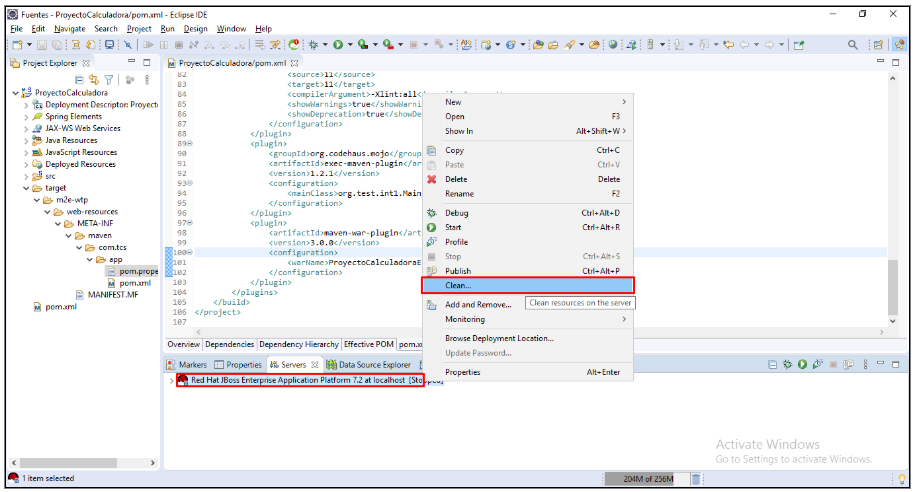 Fuentes - ProyectoCalculadora/pom.xml - Eclipse IDE
File Edit Navigate Search Project Run Design Window Help
Project Explorer
ProyectoCalculadora
Deployment Descriptor: Proyect
Spring Elements
JAX-WS Web Services
Java Resources
JavaScript Resources
Deployed Resources
src
target
m2e-wtp
web-resources
META-INF
maven
com.tcs
app
pom.prope
pom.xml
MANIFEST.MF
pom.xml
ProyectoCalculadora/pom.xml
82 <source>11</source>
83 <target>11</target>
84 <compilerArgument>-Xlint:all</
85 <showWarnings>true</showWarni
86 <showDeprecation>true</showDe
87 </configuration>
88 </plugin>
89 <plugin>
90 <groupId>org.codehaus.mojo</group
91 <artifactId>exec-maven-plugin</ar
92 <version>1.2.1</version>
93 <configuration>
94 <mainClass>org.test.int1.Main
95 </configuration>
96 </plugin>
97 <plugin>
98 <artifactId>maven-war-plugin</art
99 <version>3.0.0</version>
100 <configuration>
101 <warName>ProyectoCalculadoraE
102 </configuration>
103 </plugin>
104 </plugins>
105 </build>
106 </project>
107
Overview Dependencies Dependency Hierarchy Effective POM pom.x
New
Open F3
Show In Alt+Shift+W
Copy Ctrl+C
Paste Ctrl+V
Delete Delete
Rename F2
Debug Ctrl+Alt+D
Start Ctrl+Alt+R
Profile
Stop Ctrl+Alt+S
Publish Ctrl+Alt+P
Clean...
Add and Remove...
Clean resources on the server
Monitoring
Browse Deployment Location...
Update Password...
Properties Alt+Enter
Markers Properties Servers Data Source Explorer
Red Hat JBoss Enterprise Application Platform 7.2 at localhost [Stopped]
Activate Windows
Go to Settings to activate Windows.
1 item selected
204M of 256M